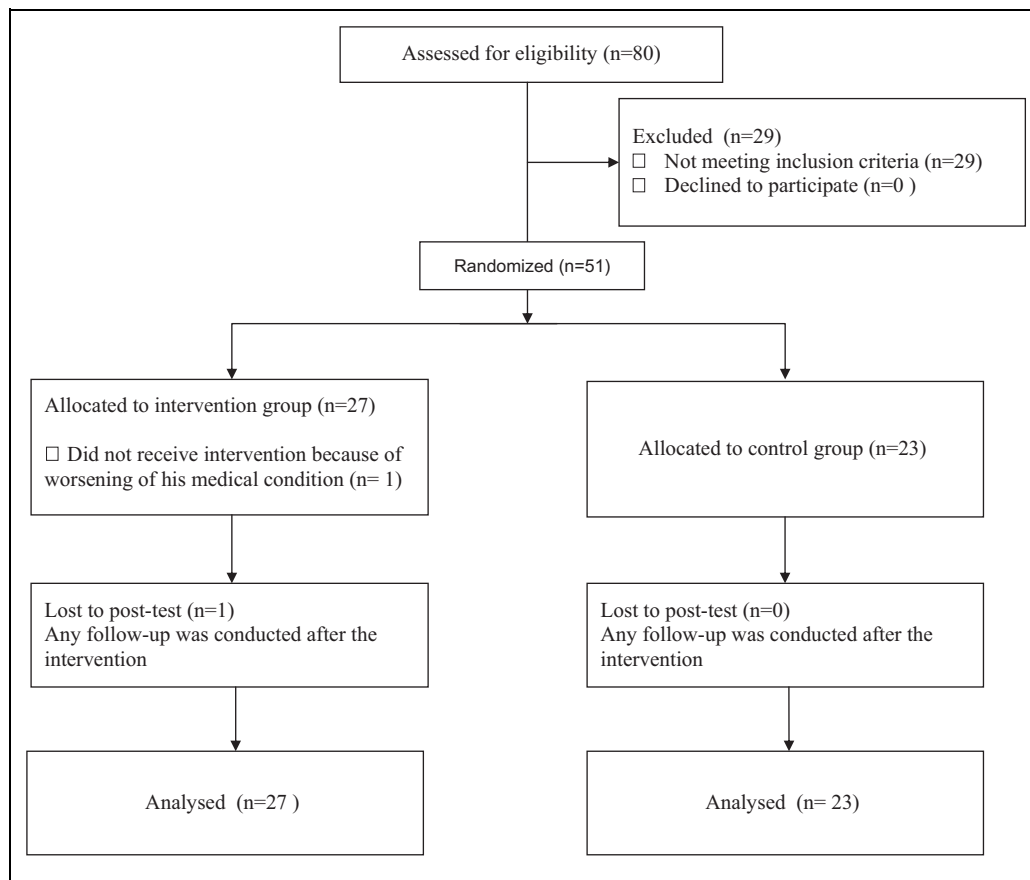 Assessed for eligibility (n=80)
Excluded (n=29)
□ Not meeting inclusion criteria (n=29)
□ Declined to participate (n=0 )
Randomized (n=51)
Allocated to intervention group (n=27)
□ Did not receive intervention because of
worsening of his medical condition (n= 1)
Allocated to control group (n=23)
Lost to post-test (n=1)
Any follow-up was conducted after the
intervention
Lost to post-test (n=0)
Any follow-up was conducted after the
intervention
Analysed (n=27 )
Analysed (n= 23)